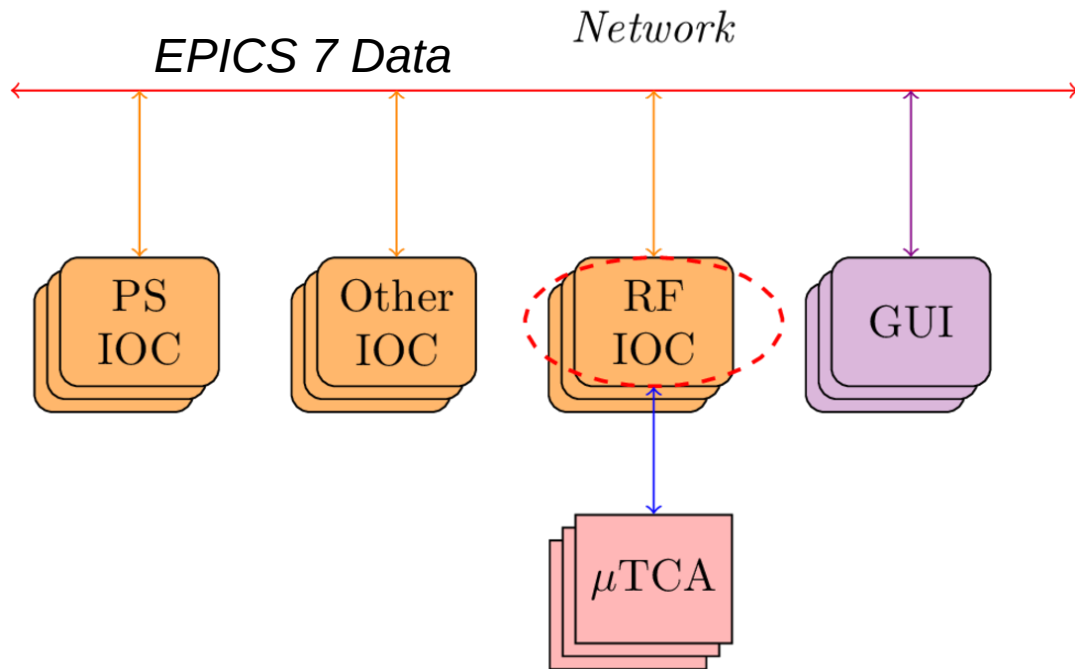 Network
EPICS 7 Data
PS
IOC
Other
IOC
RF
IOC
GUI
μTCA